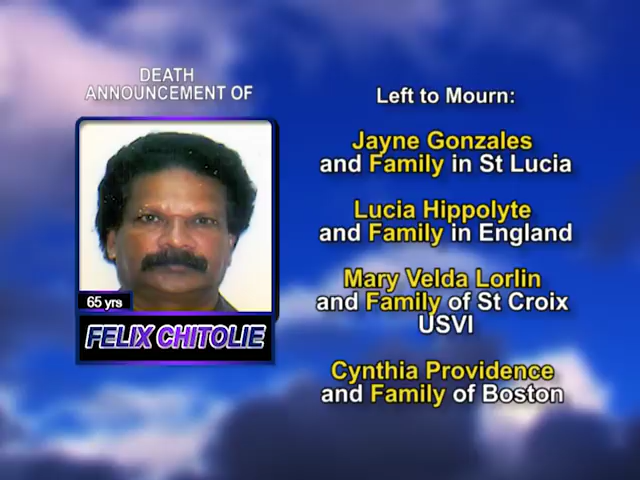 DEATH
ANNOUNCEMENT OF
65 yrs
FELIX CHITOLIE
Left to Mourn:
Jayne Gonzales
and Family in St Lucia
Lucia Hippolyte
and Family in England
Mary Velda Lorlin
and Family of St Croix
USVI
Cynthia Providence
and Family of Boston